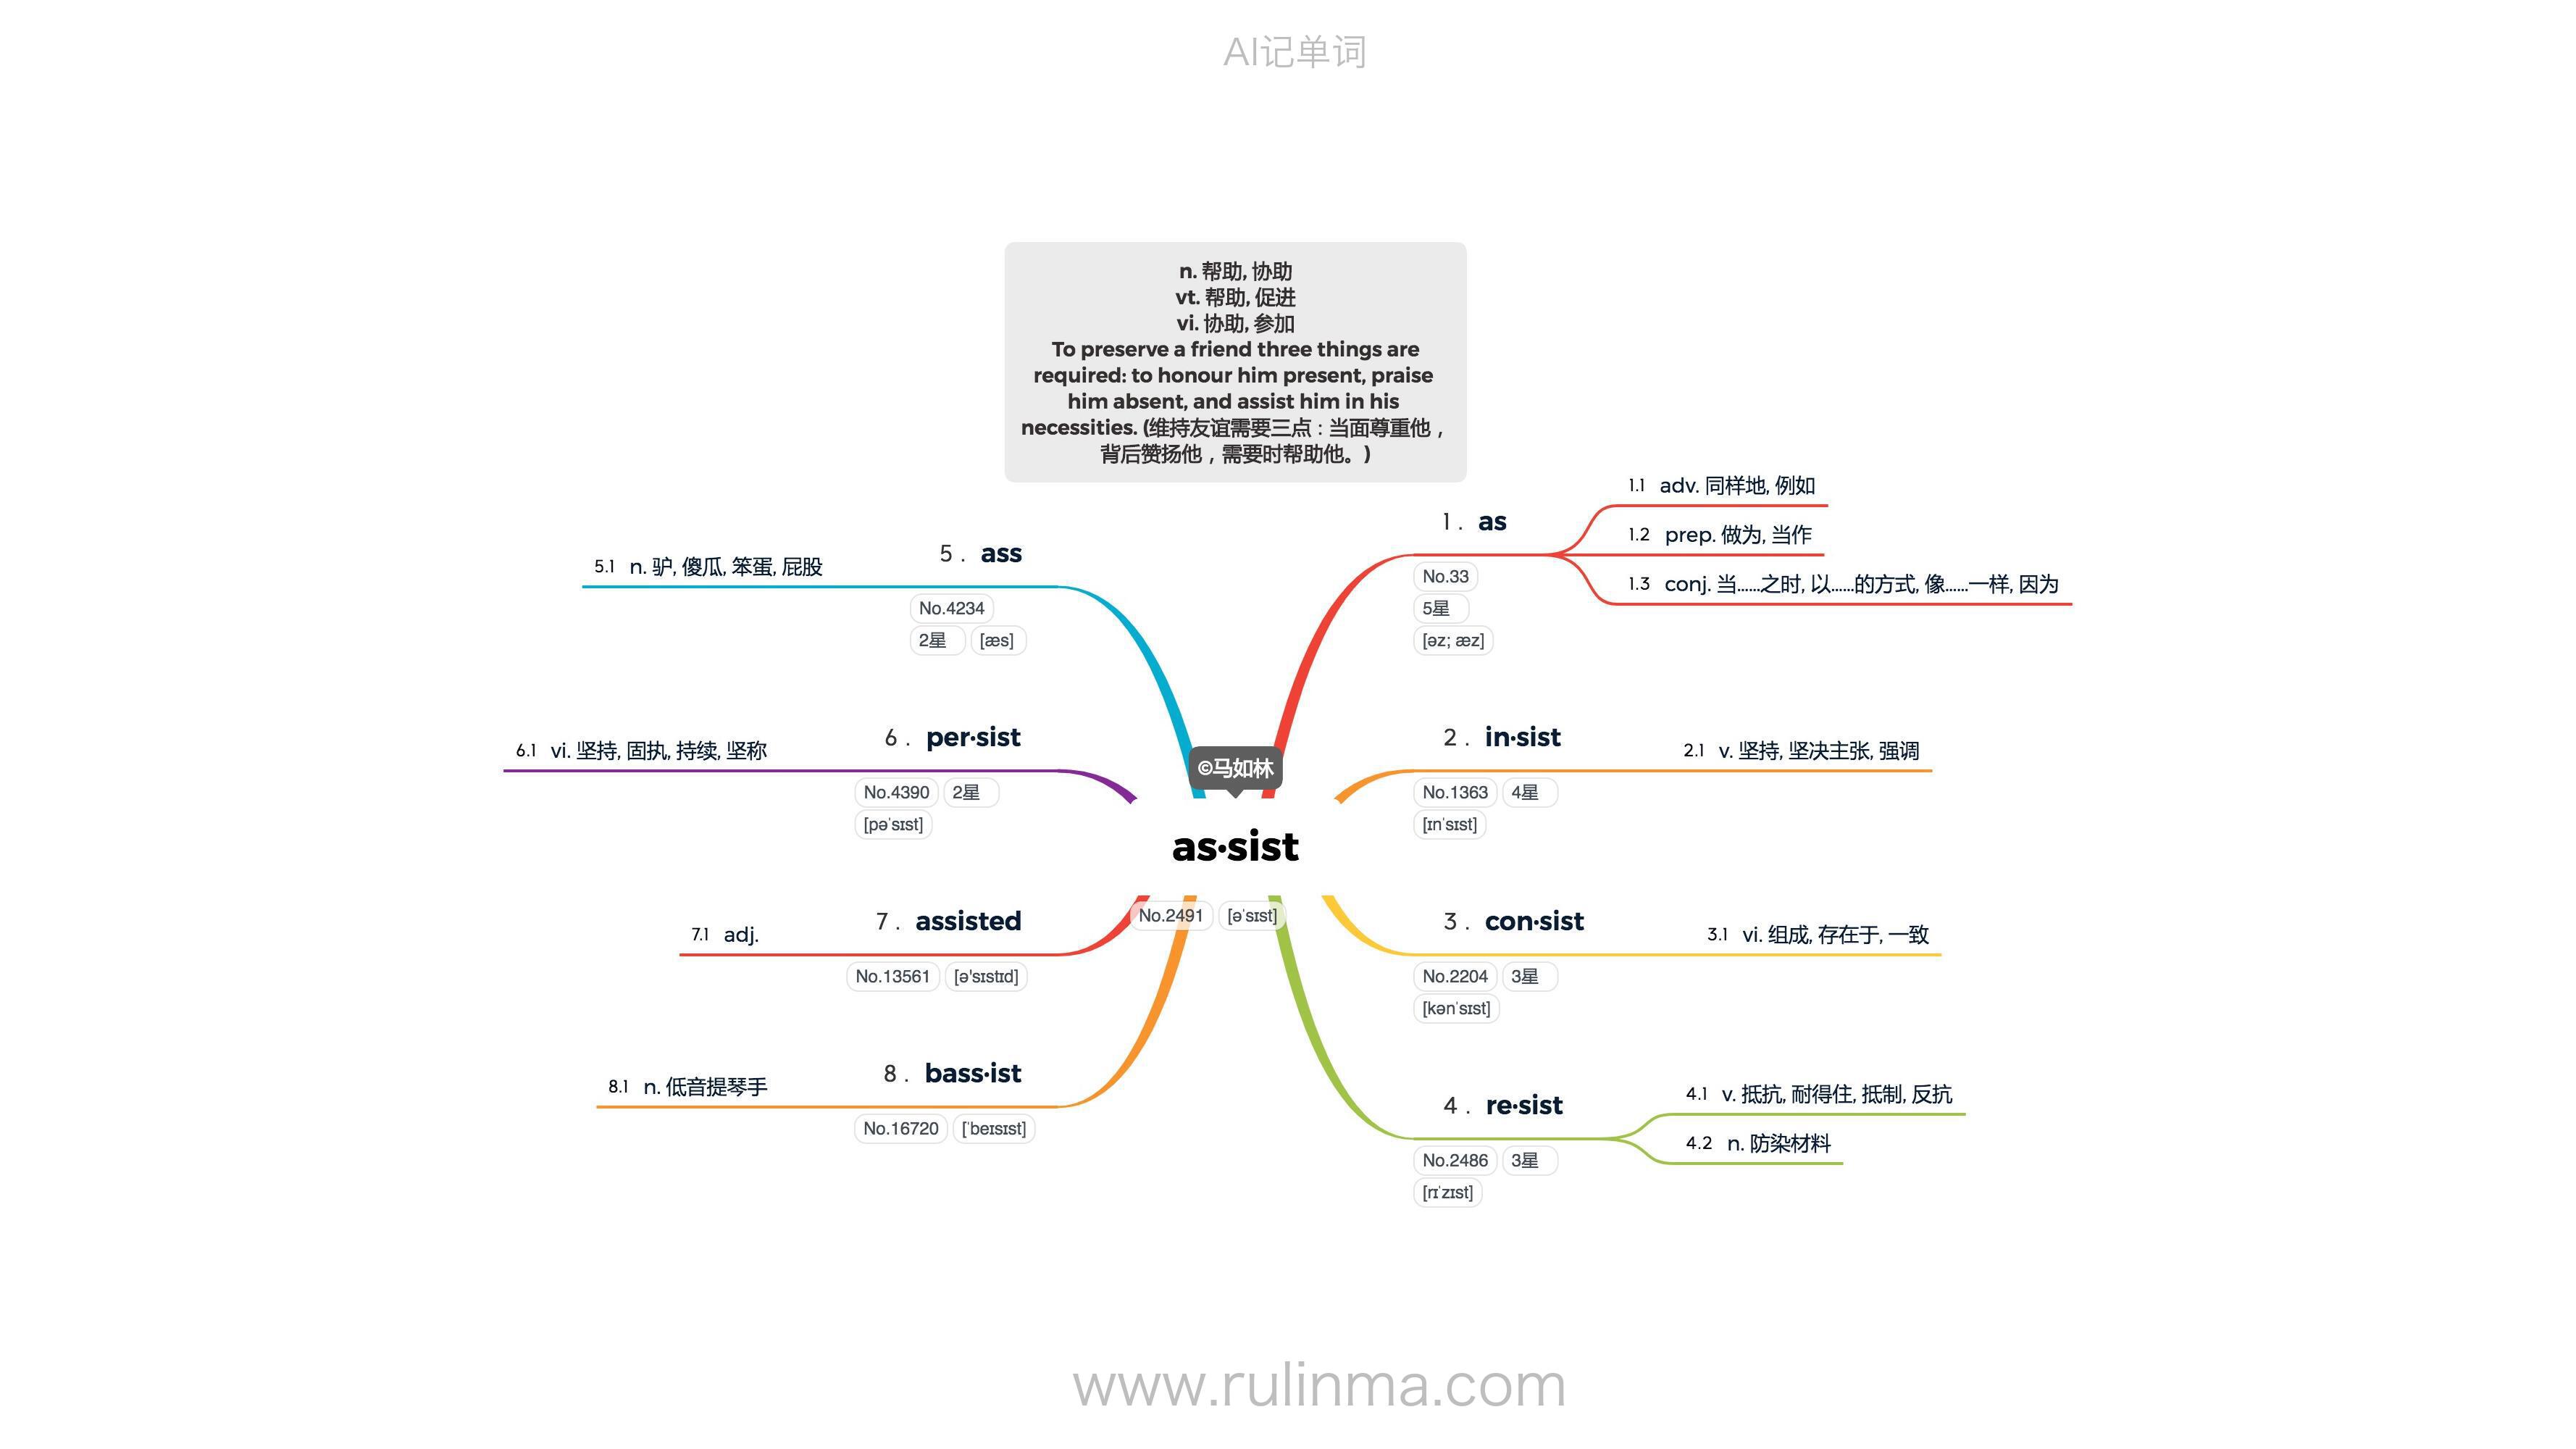 AI记单词
n. 帮助, 协助
vt. 帮助, 促进
vi. 协助, 参加
To preserve a friend three things are
required: to honour him present, praise
him absent, and assist him in his
necessities. (维持友谊需要三点：当面尊重他，
背后赞扬他，需要时帮助他。)
©马如林
as·sist
No.2491 [əˈsɪst]
1. as
No.33
5星
[əz; æz]
1.1 adv. 同样地, 例如
1.2 prep. 做为, 当作
1.3 conj. 当……之时, 以……的方式, 像……一样, 因为
2. in·sist
No.1363 4星
[ɪnˈsɪst]
2.1 v. 坚持, 坚决主张, 强调
3. con·sist
No.2204 3星
[kənˈsɪst]
3.1 vi. 组成, 存在于, 一致
4. re·sist
No.2486 3星
[rɪˈzɪst]
4.1 v. 抵抗, 耐得住, 抵制, 反抗
4.2 n. 防染材料
5. ass
No.4234
2星 [æs]
5.1 n. 驴, 傻瓜, 笨蛋, 屁股
6. per·sist
No.4390 2星
[pəˈsɪst]
6.1 vi. 坚持, 固执, 持续, 坚称
7. assisted
No.13561 [ə'sɪstɪd]
7.1 adj.
8. bass·ist
No.16720 [ˈbeɪsɪst]
8.1 n. 低音提琴手
www.rulinma.com